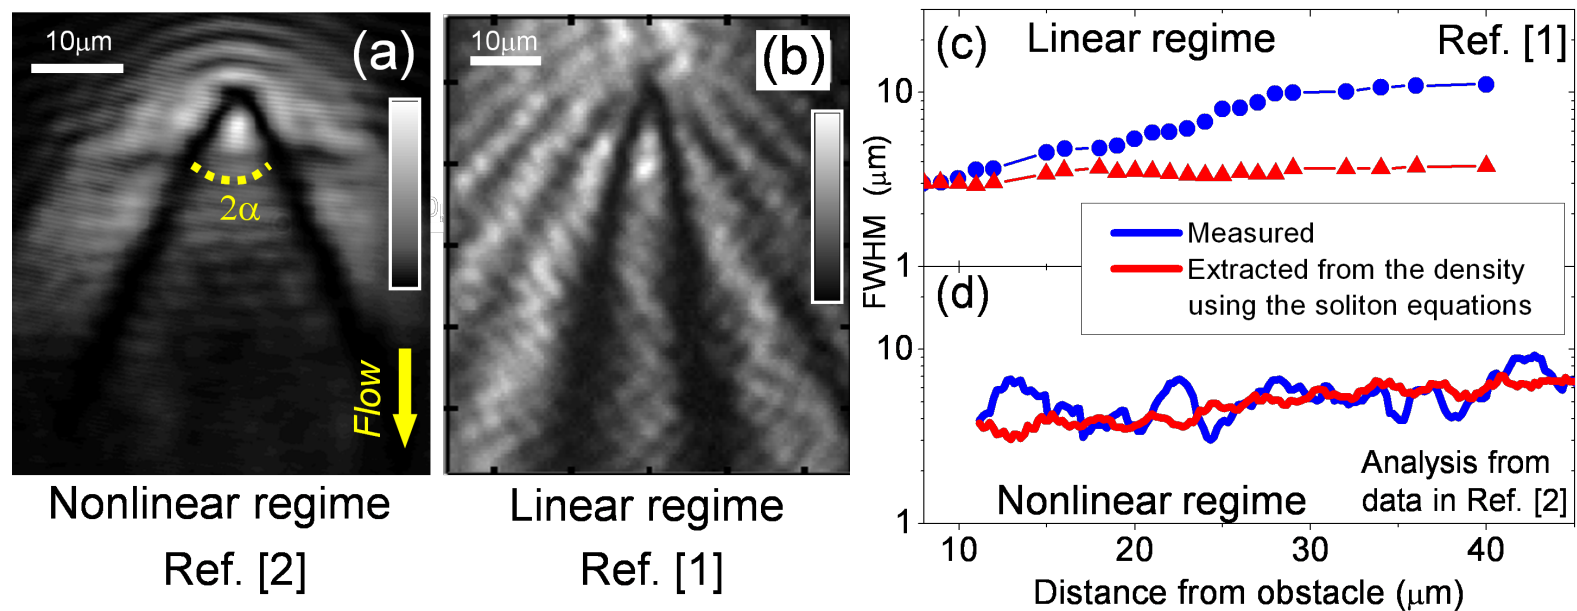 10μm
(a)
2α
Flow
Nonlinear regime
Ref. [2]
10μm
(b)
Linear regime
Ref. [1]
(c)
Linear regime
Ref. [1]
10
1
FWHM (μm)
Measured
Extracted from the density
using the soliton equations
(d)
10
1
Nonlinear regime
Analysis from
data in Ref. [2]
10 20 30 40
Distance from obstacle (μm)